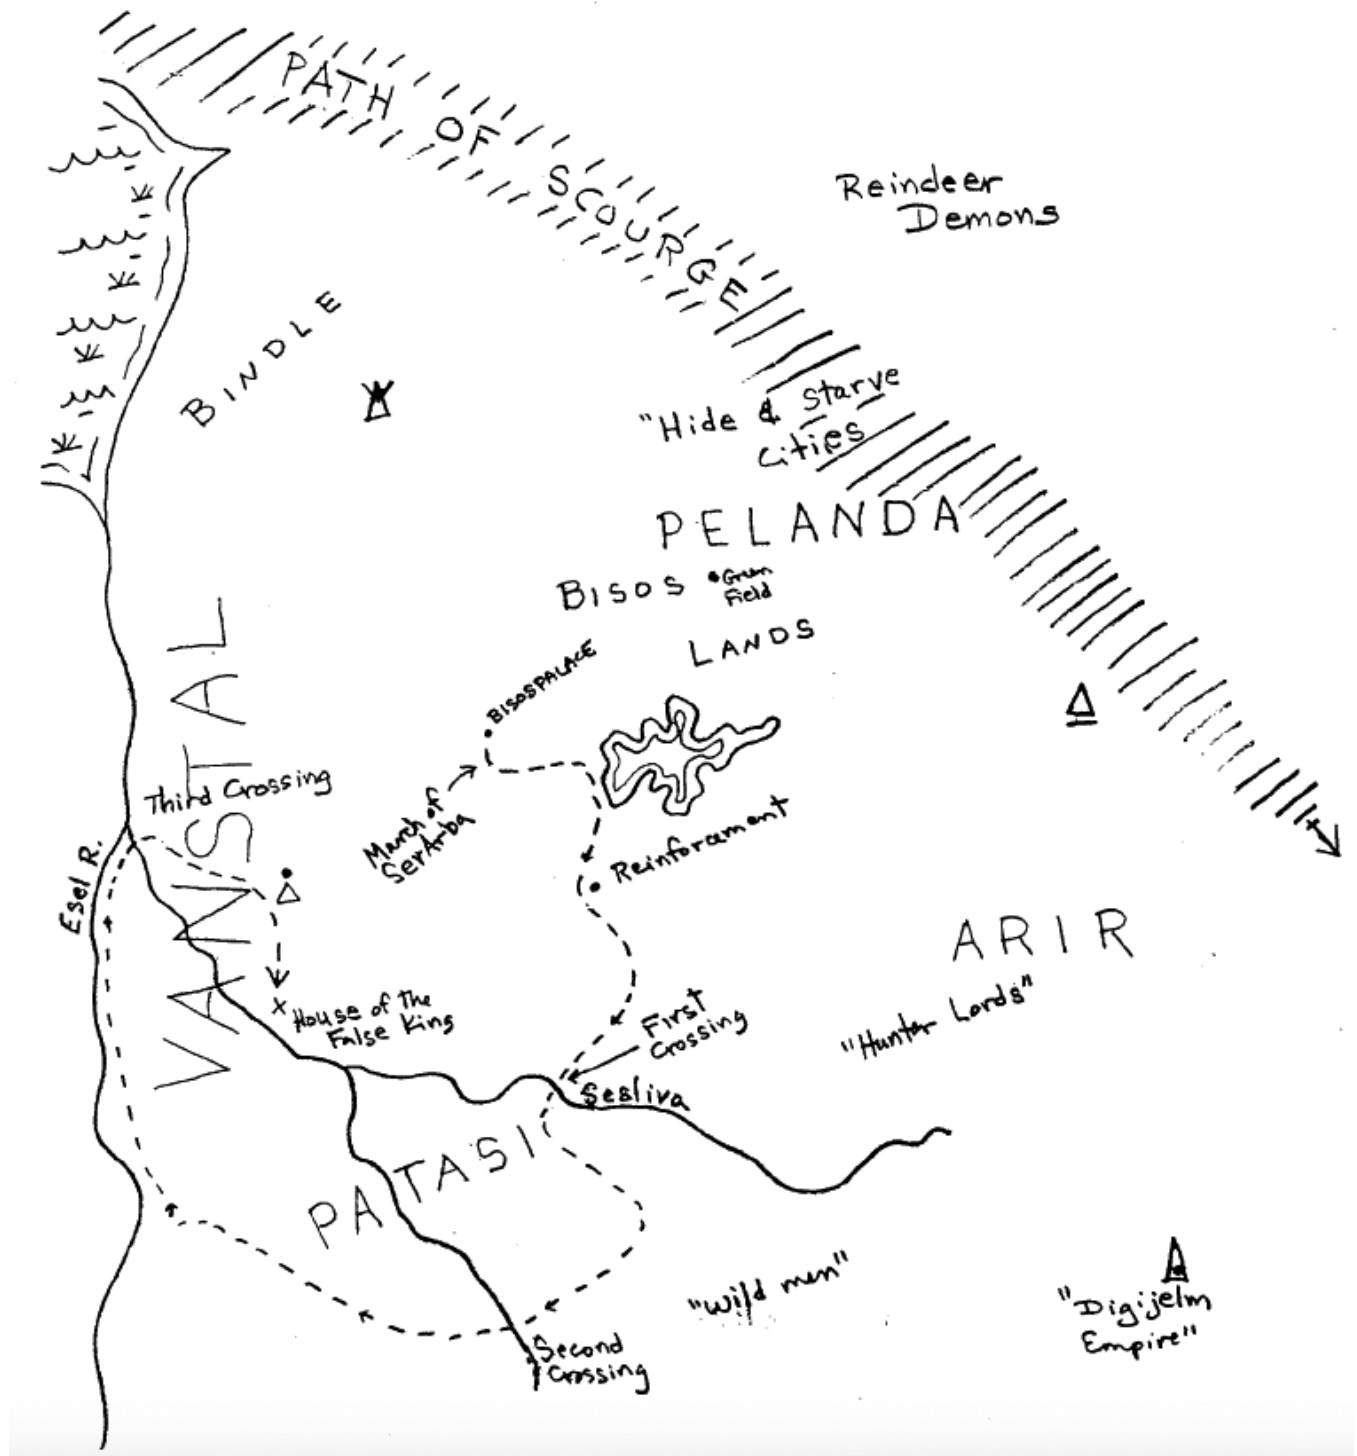 PATH OF SCOURGE
Reindeer
Demons
BINDLE
"Hide & Starve
Cities
PELANDA
BISOS
Green
Field
LANDS
BISOSPALACE
VANSTAL
Third Crossing
March of
SerArba
Reinforcement
Esel R.
ARIR
"Hunter Lords"
House of the
False King
First
Crossing
Sesliva
PATASI
"Wild men"
"Digijelm
Empire"
Second
Crossing